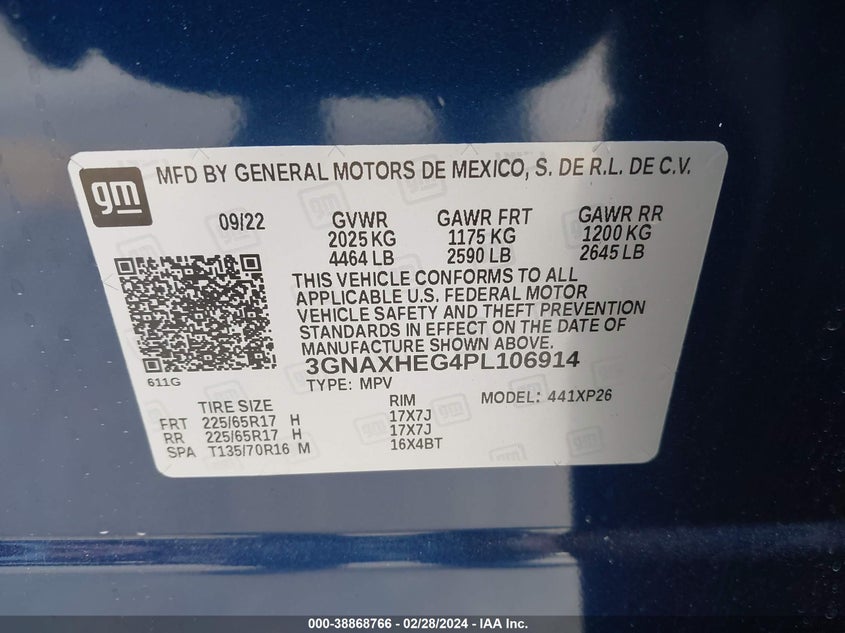 gm
MFD BY GENERAL MOTORS DE MEXICO, S. DE R.L. DE C.V.
09/22 GVWR GAWR FRT GAWR RR
2025 KG 1175 KG 1200 KG
4464 LB 2590 LB 2645 LB
THIS VEHICLE CONFORMS TO ALL
APPLICABLE U.S. FEDERAL MOTOR
VEHICLE SAFETY AND THEFT PREVENTION
STANDARDS IN EFFECT ON THE DATE OF
MANUFACTURE SHOWN ABOVE.
3GNAXHEG4PL106914
611G
TYPE: MPV MODEL: 441XP26
TIRE SIZE RIM
FRT 225/65R17 H 17X7J
RR 225/65R17 H 17X7J
SPA T135/70R16 M 16X4BT
000-38868766 - 02/28/2024 - IAA Inc.